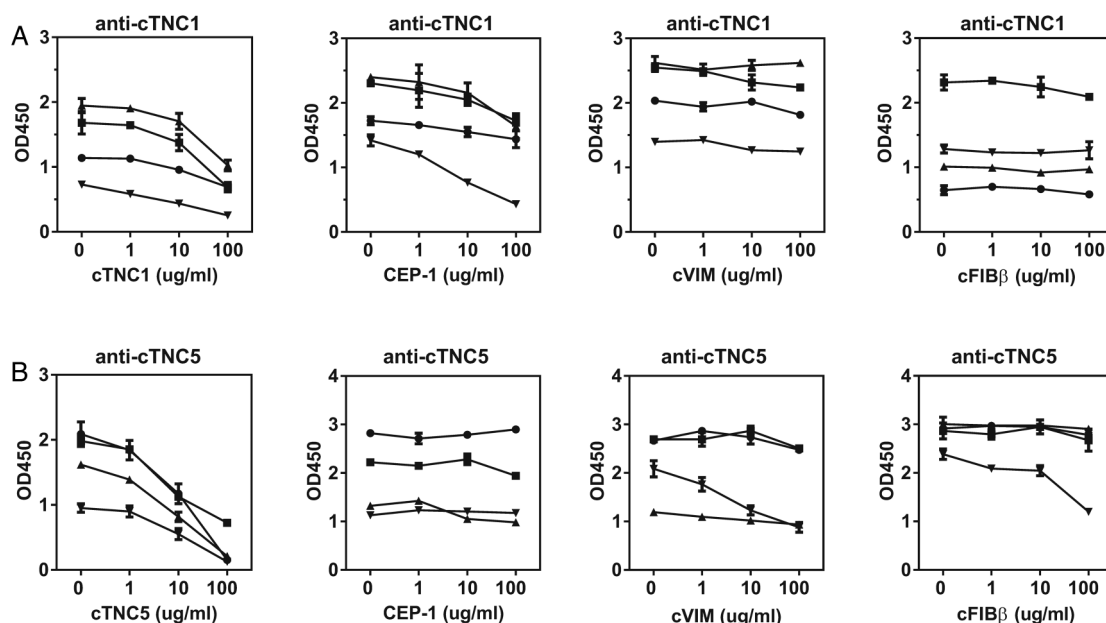 A
anti-cTNC1
anti-cTNC1
anti-cTNC1
anti-cTNC1
3
2
1
0
OD450
0 1 10 100
cTNC1 (ug/ml)
3
2
1
0
OD450
0 1 10 100
CEP-1 (ug/ml)
3
2
1
0
OD450
0 1 10 100
cVIM (ug/ml)
3
2
1
0
OD450
0 1 10 100
cFIBβ (ug/ml)
B
anti-cTNC5
anti-cTNC5
anti-cTNC5
anti-cTNC5
3
2
1
0
OD450
0 1 10 100
cTNC5 (ug/ml)
4
3
2
1
0
OD450
0 1 10 100
CEP-1 (ug/ml)
4
3
2
1
0
OD450
0 1 10 100
cVIM (ug/ml)
4
3
2
1
0
OD450
0 1 10 100
cFIBβ (ug/ml)